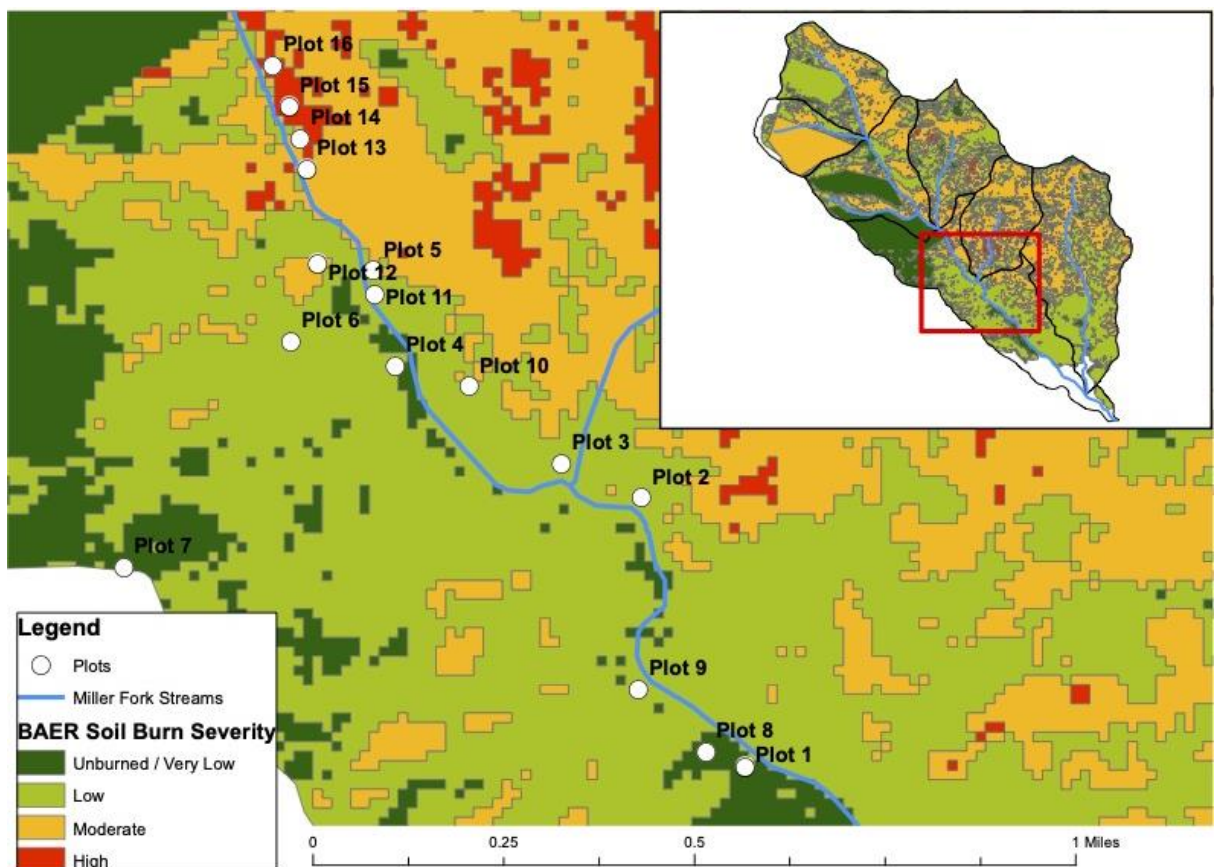 Plot 16
Plot 15
Plot 14
Plot 13
Plot 5
Plot 12
Plot 11
Plot 6
Plot 4
Plot 10
Plot 3
Plot 2
Plot 7
Plot 9
Plot 8
Plot 1
Legend
Plots
Miller Fork Streams
BAER Soil Burn Severity
Unburned / Very Low
Low
Moderate
High
0 0.25 0.5 1 Miles